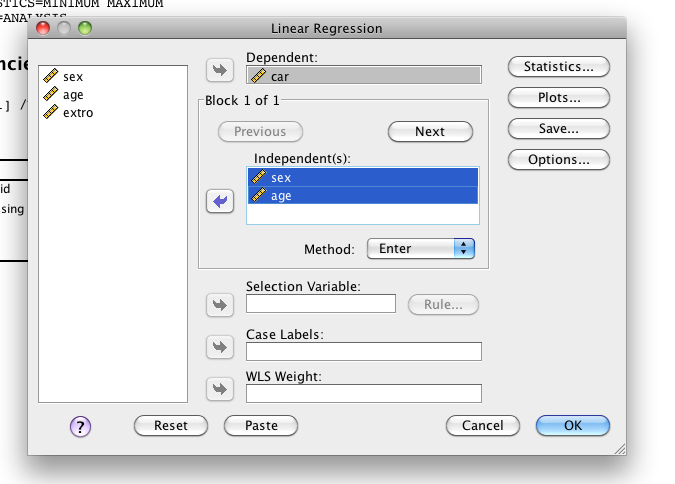 STICS=MINIMUM MAXIMUM
=ANALYSIS
Linear Regression
ncie
.] /
id
sing
sex
age
extro
Dependent:
car
Block 1 of 1
Previous
Next
Independent(s):
sex
age
Method:
Enter
Selection Variable:
Rule...
Case Labels:
WLS Weight:
Statistics...
Plots...
Save...
Options...
?
Reset
Paste
Cancel
OK